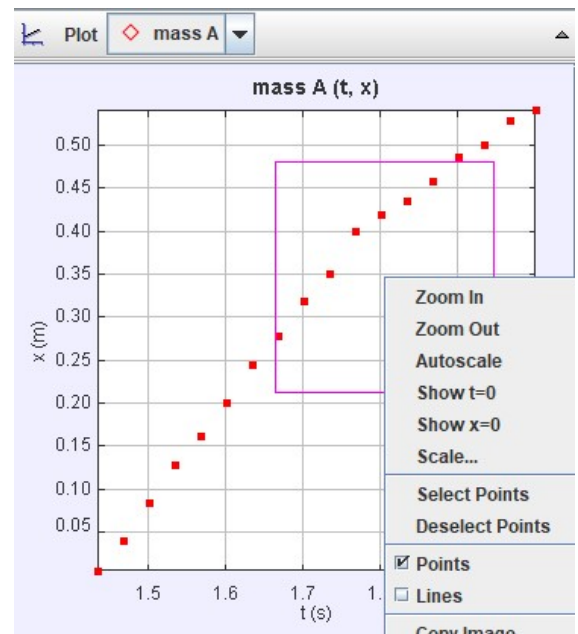 Plot mass A
mass A (t, x)
0.50
0.45
0.40
0.35
0.30
0.25
0.20
0.15
0.10
0.05
x (m)
1.5 1.6 1.7 1.
t (s)
Zoom In
Zoom Out
Autoscale
Show t=0
Show x=0
Scale...
Select Points
Deselect Points
Points
Lines
Copy Image